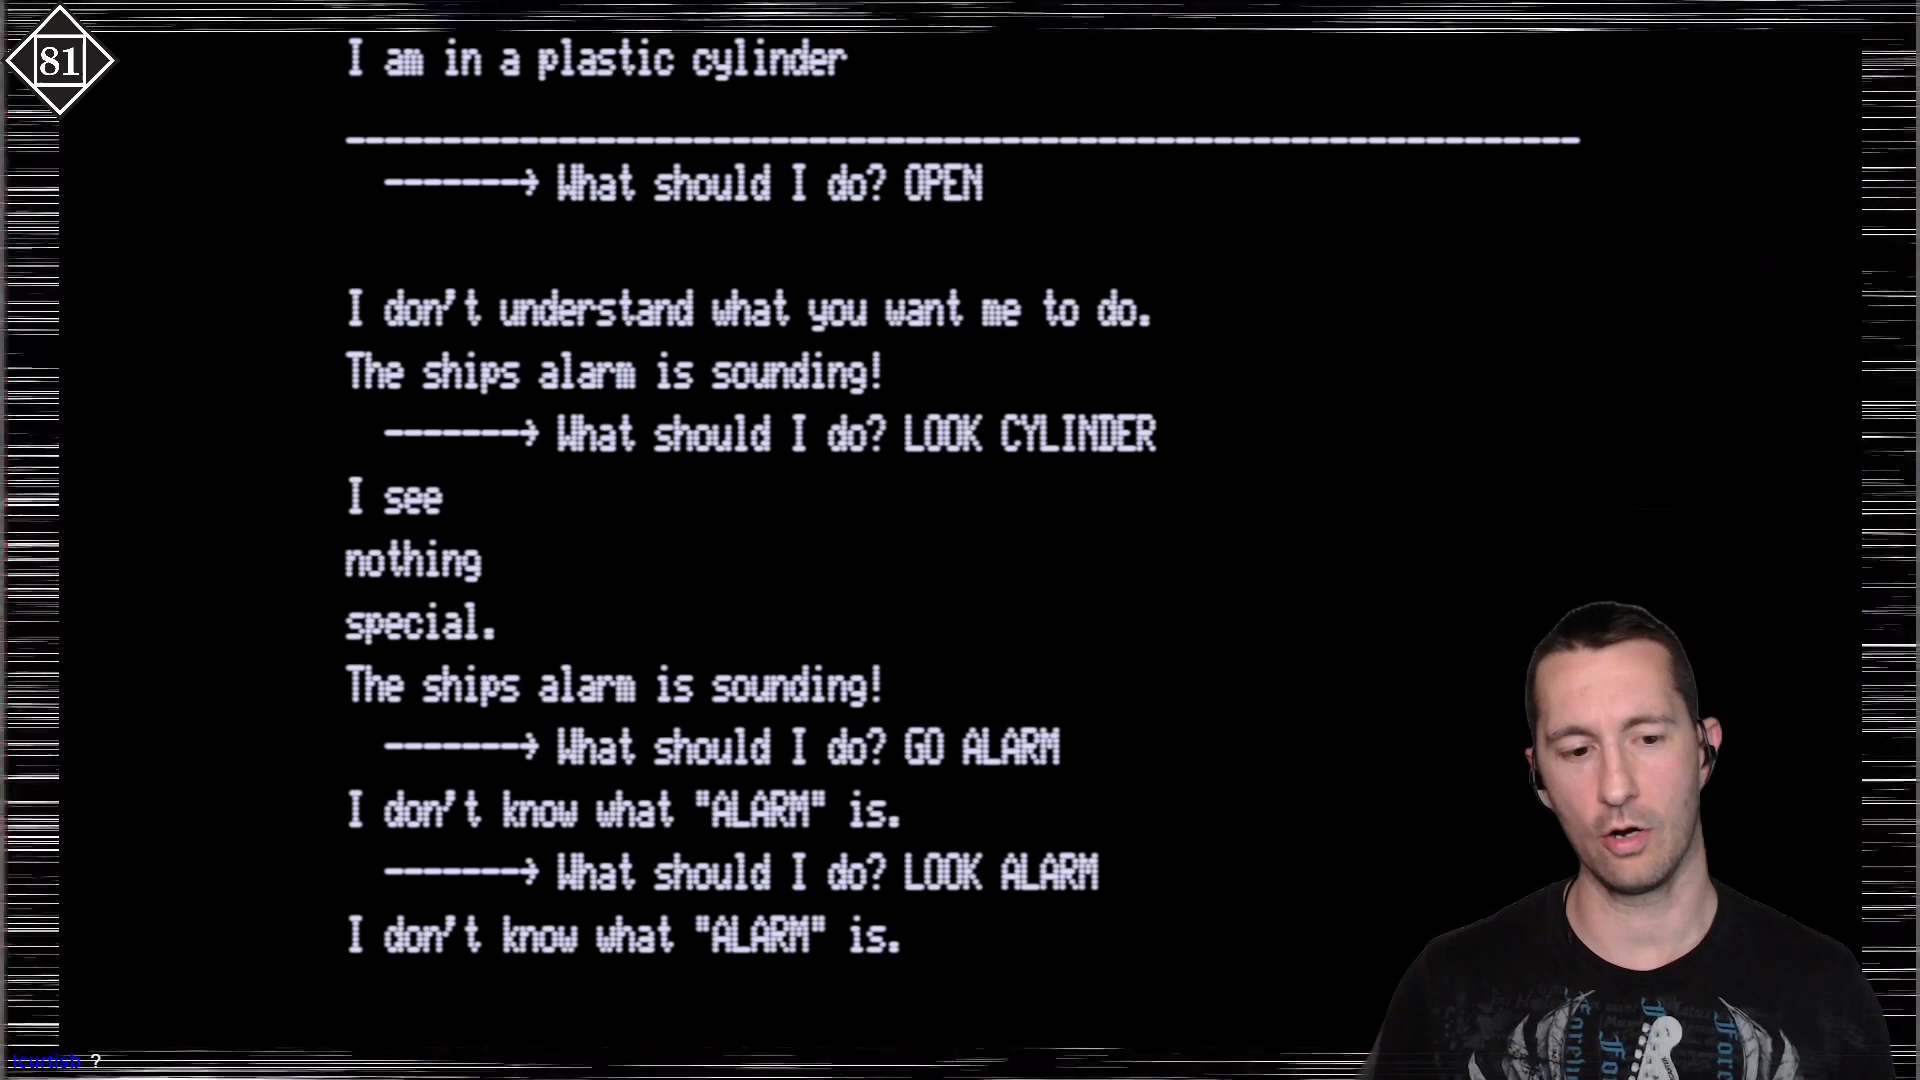 81
I am in a plastic cylinder
-------> What should I do? OPEN
I don't understand what you want me to do.
The ships alarm is sounding!
-------> What should I do? LOOK CYLINDER
I see
nothing
special.
The ships alarm is sounding!
-------> What should I do? GO ALARM
I don't know what "ALARM" is.
-------> What should I do? LOOK ALARM
I don't know what "ALARM" is.
?